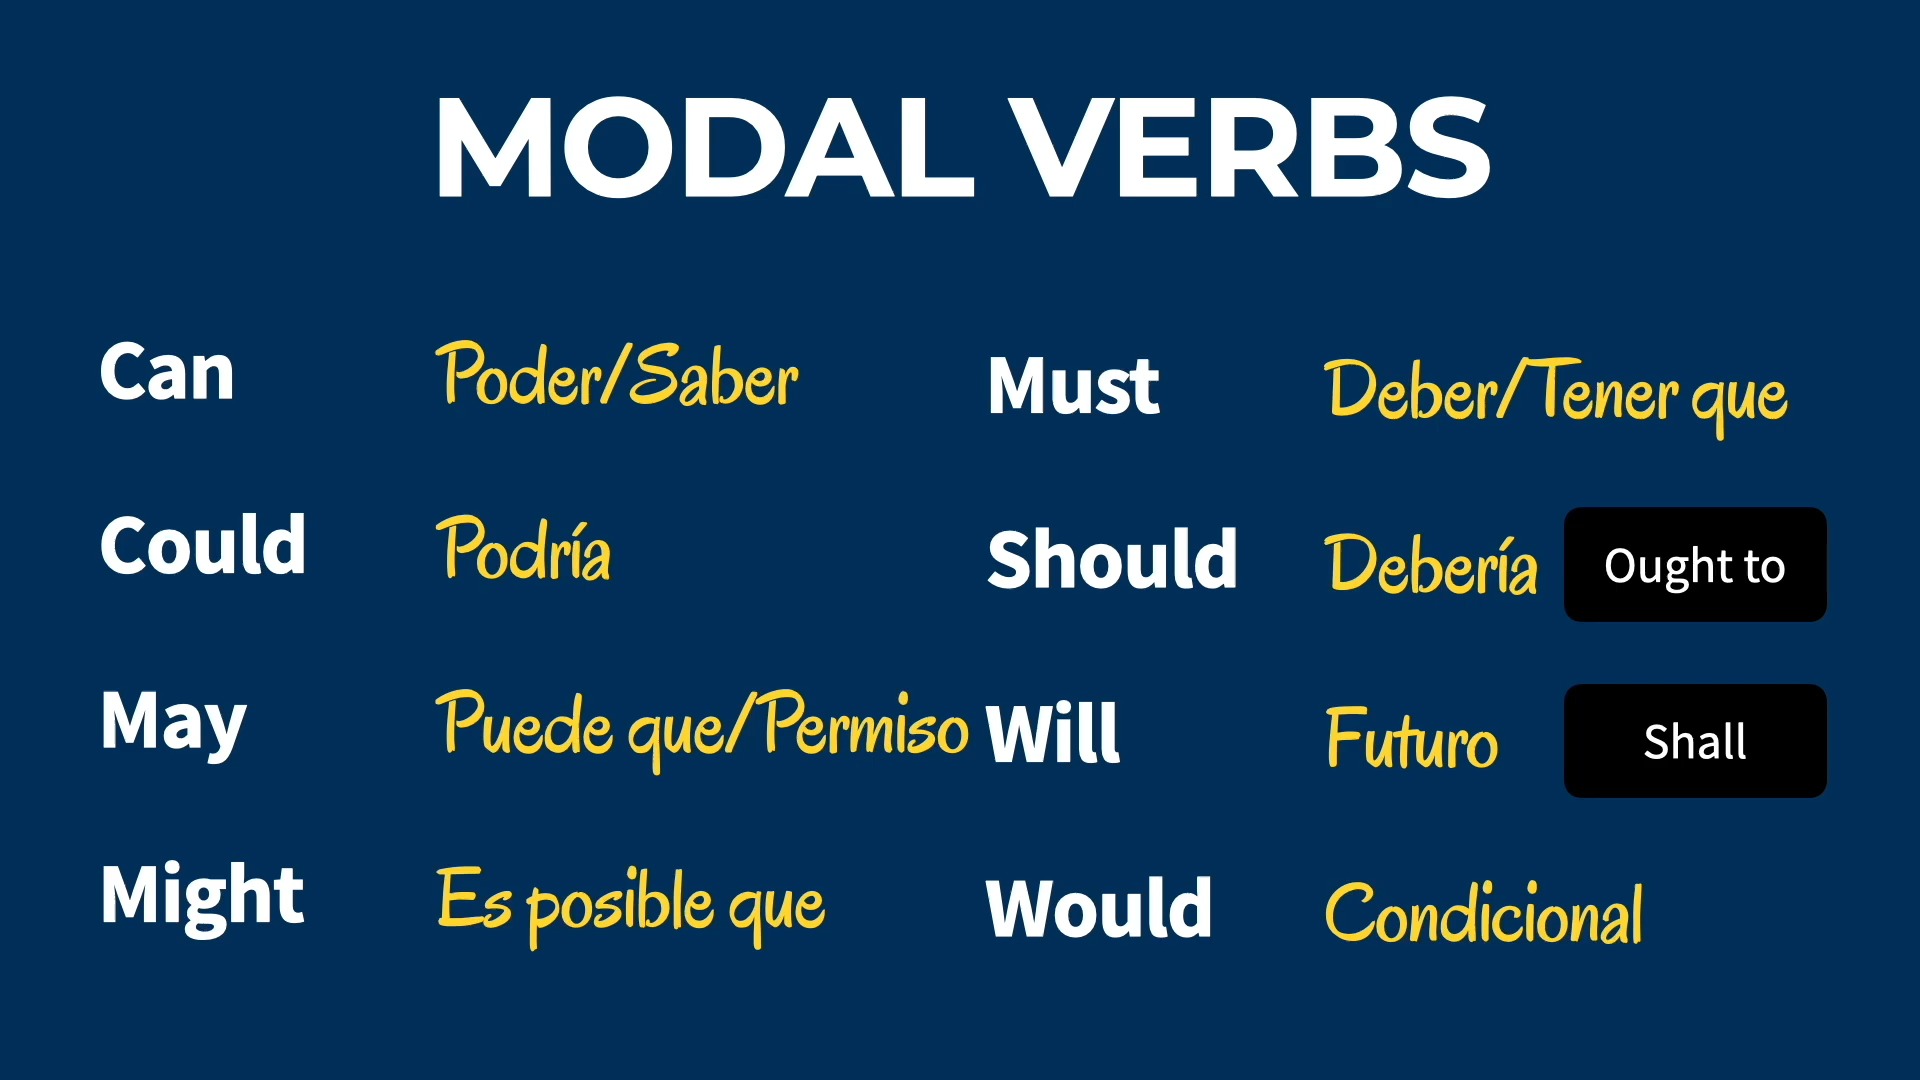 MODAL VERBS
Can Poder/Saber
Could Podría
May Puede que/Permiso
Might Es posible que
Must Deber/Tener que
Should Debería Ought to
Will Futuro Shall
Would Condicional